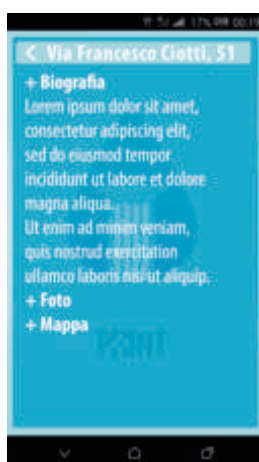 17% 00:19
< Via Francesco Ciotti, 51
+ Biografia
Lorem ipsum dolor sit amet,
consectetur adipiscing elit,
sed do eiusmod tempor
incididunt ut labore et dolore
magna aliqua.
Ut enim ad minim veniam,
quis nostrud exercitation
ullamco laboris nisi ut aliquip.
+ Foto
+ Mappa